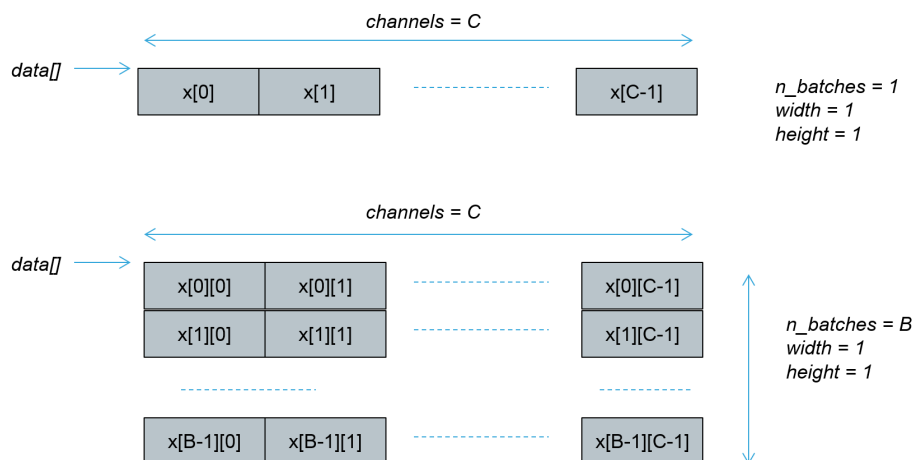 channels = C
data[]
x[0] x[1] x[C-1]
n_batches = 1
width = 1
height = 1
channels = C
data[]
x[0][0] x[0][1] x[0][C-1]
x[1][0] x[1][1] x[1][C-1]
n_batches = B
width = 1
height = 1
x[B-1][0] x[B-1][1] x[B-1][C-1]